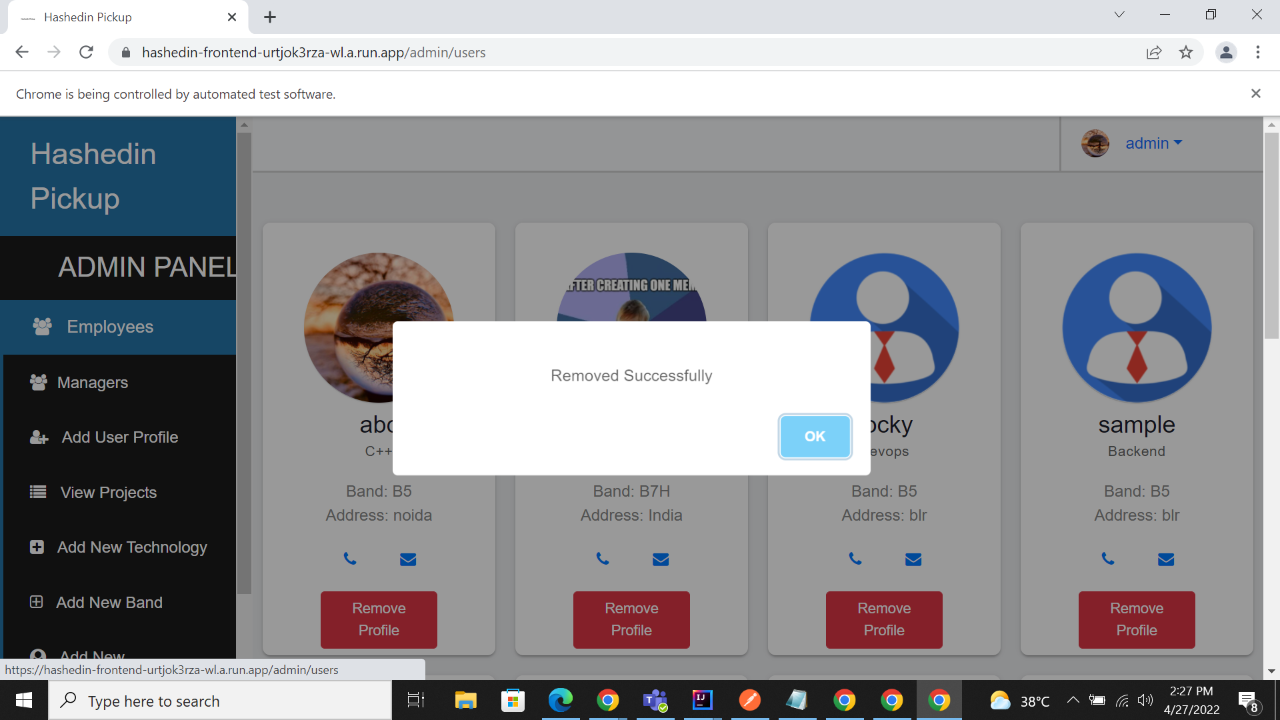 Hashedin Pickup
hashedin-frontend-urtjok3rza-wl.a.run.app/admin/users
Chrome is being controlled by automated test software.
Hashedin
Pickup
admin
ADMIN PANEL
Employees
Managers
Add User Profile
View Projects
Add New Technology
Add New Band
Add New
AFTER CREATING ONE MEM
Removed Successfully
OK
abc
C++
Band: B5
Address: noida
Remove
Profile
Band: B7H
Address: India
Remove
Profile
ocky
evops
Band: B5
Address: blr
Remove
Profile
sample
Backend
Band: B5
Address: blr
Remove
Profile
https://hashedin-frontend-urtjok3rza-wl.a.run.app/admin/users
Type here to search
38°C
2:27 PM
4/27/2022
8